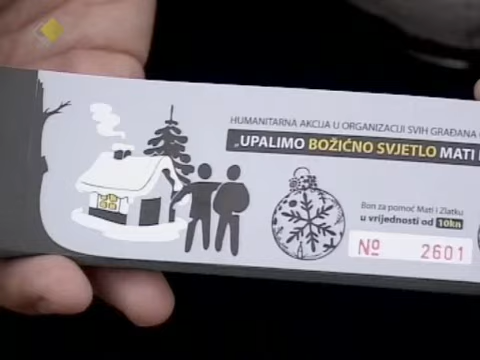 HUMANITARNA AKCIJA U ORGANIZACIJI SVIH GRAĐANA
„UPALIMO BOŽIĆNO SVJETLO MATI
Bon za pomoć Mati i Zlatku
u vrijednosti od 10kn
Nº 2601